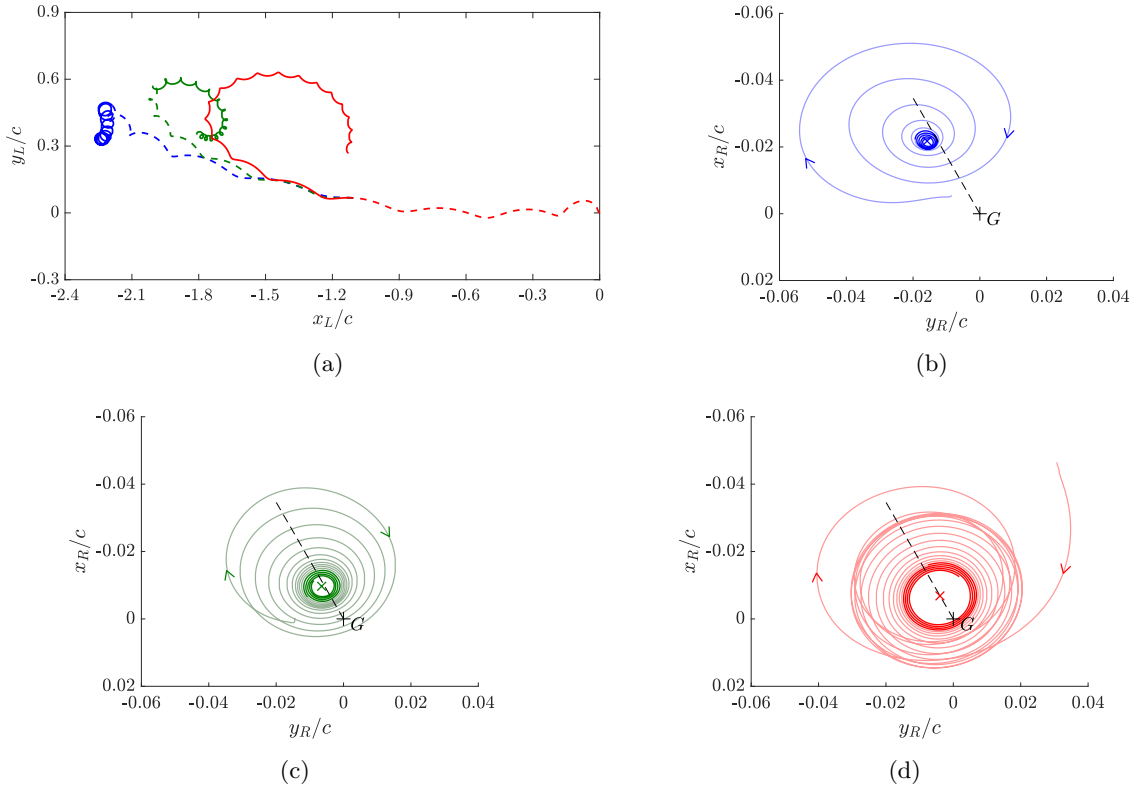 0.9
0.6
0.3
0
-0.3
y_L/c
-2.4 -2.1 -1.8 -1.5 -1.2 -0.9 -0.6 -0.3 0
x_L/c
(a)
-0.06
-0.04
-0.02
0
0.02
x_R/c
G
-0.06 -0.04 -0.02 0 0.02 0.04
y_R/c
(b)
-0.06
-0.04
-0.02
0
0.02
x_R/c
G
-0.06 -0.04 -0.02 0 0.02 0.04
y_R/c
(c)
-0.06
-0.04
-0.02
0
0.02
x_R/c
G
-0.06 -0.04 -0.02 0 0.02 0.04
y_R/c
(d)